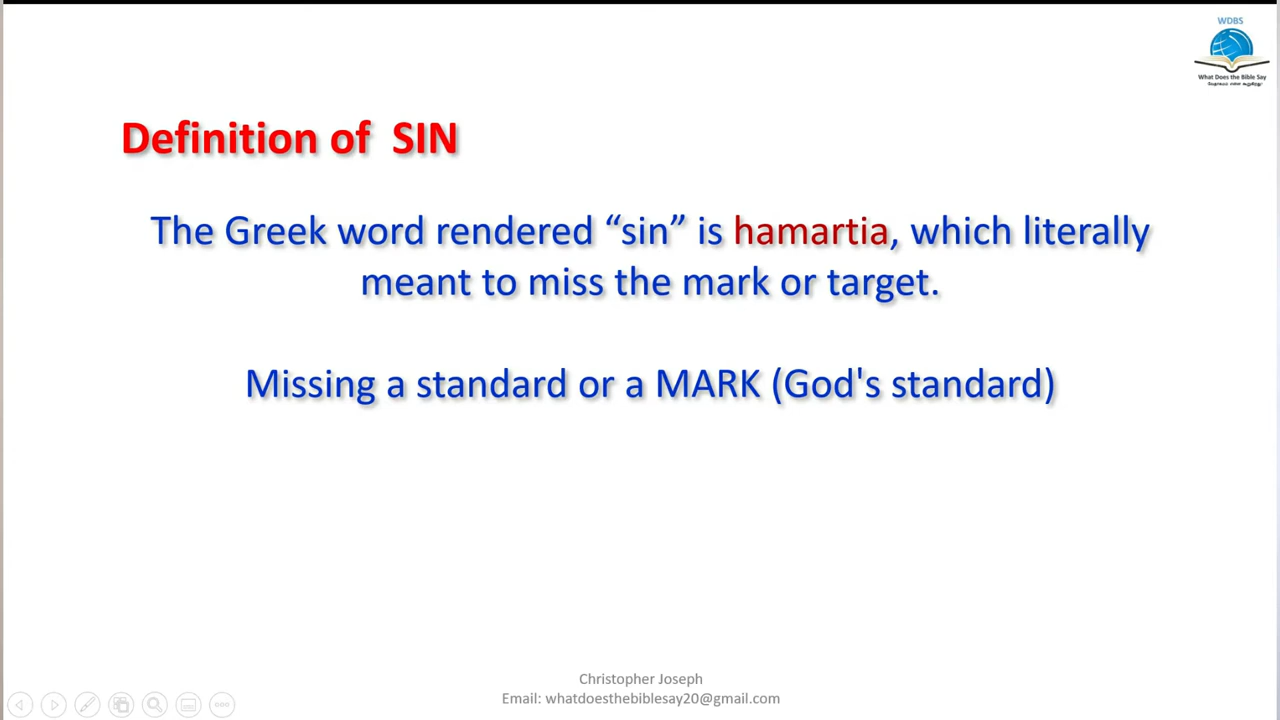 WDBS
What Does the Bible Say
Definition of  SIN
The Greek word rendered “sin” is hamartia, which literally
meant to miss the mark or target.
Missing a standard or a MARK (God's standard)
Christopher Joseph
Email: whatdoesthebiblesay20@gmail.com